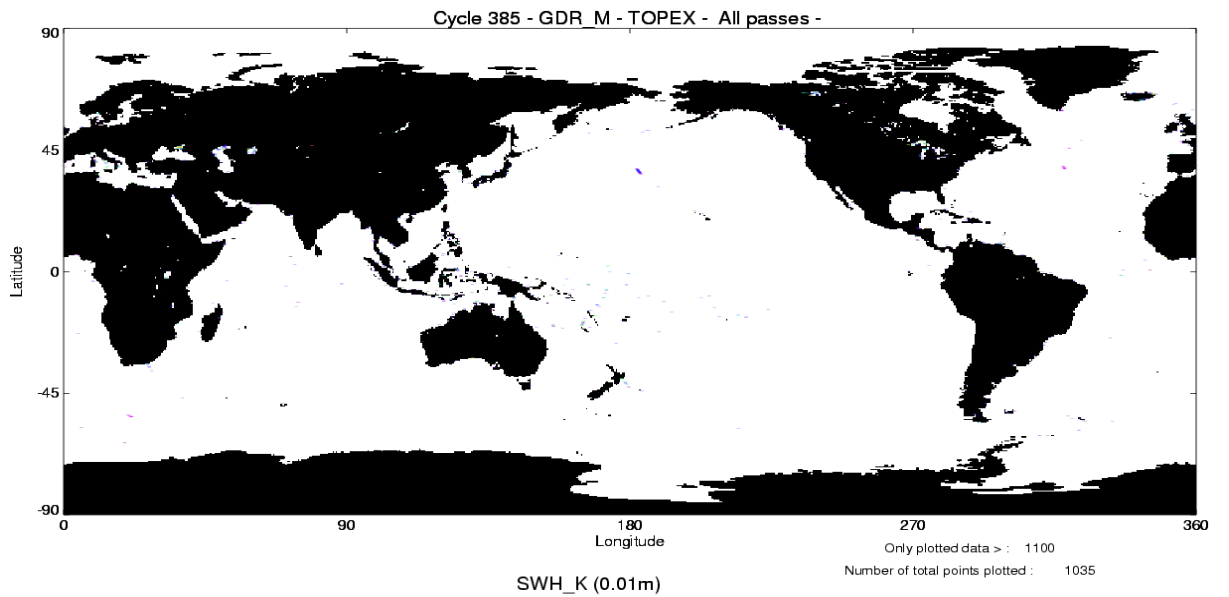 Cycle 385 - GDR_M - TOPEX - All passes -
90
45
0
-45
-90
Latitude
0 90 180 270 360
Longitude
Only plotted data > : 1100
Number of total points plotted : 1035
SWH_K (0.01m)